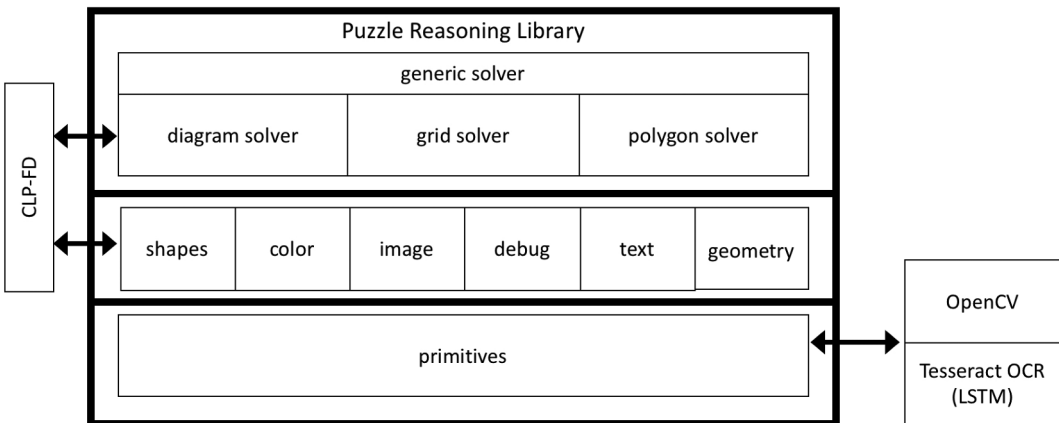 Puzzle Reasoning Library
generic solver
diagram solver
grid solver
polygon solver
CLP-FD
shapes
color
image
debug
text
geometry
primitives
OpenCV
Tesseract OCR
(LSTM)